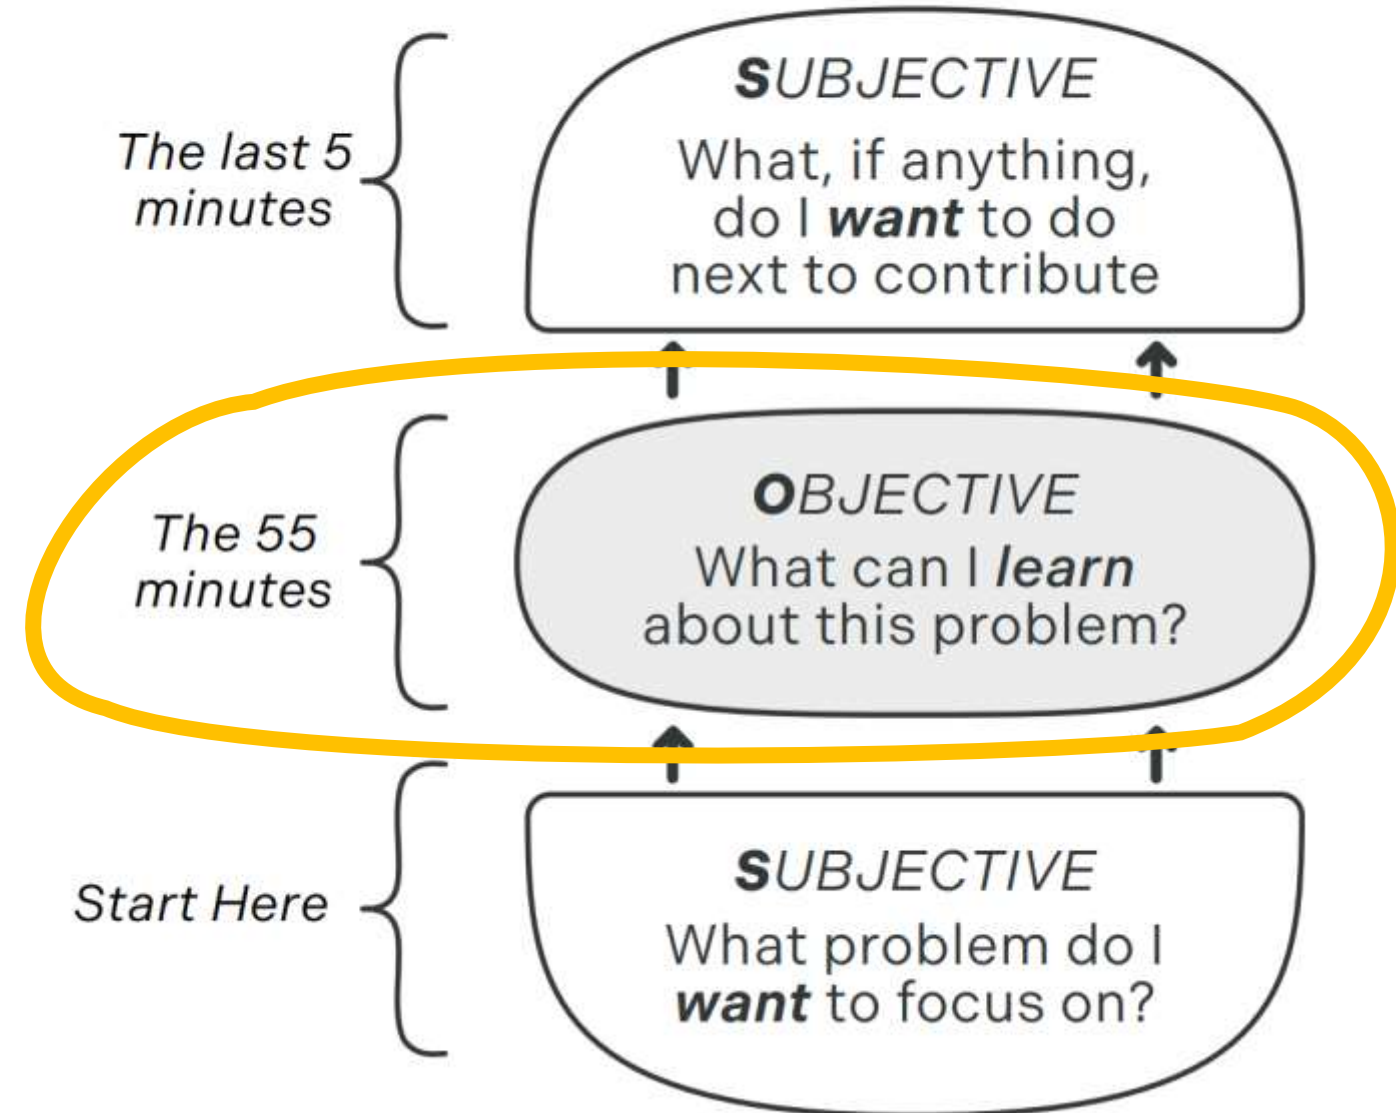 SUBJECTIVE
What, if anything,
do I want to do
next to contribute
The last 5
minutes
OBJECTIVE
What can I learn
about this problem?
The 55
minutes
SUBJECTIVE
What problem do I
want to focus on?
Start Here